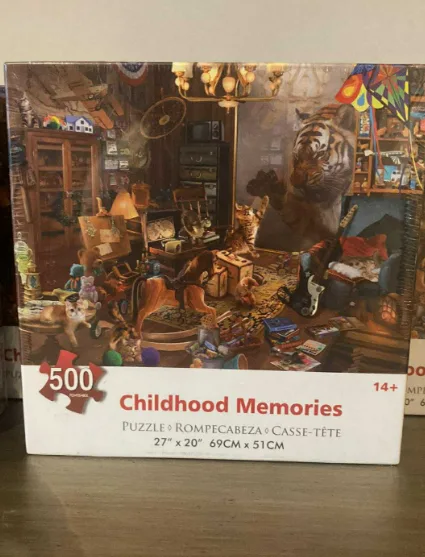 500
Childhood Memories
14+
PUZZLE ◊ ROMPECABEZA ◊ CASSE-TÊTE
27" x 20" 69CM x 51CM